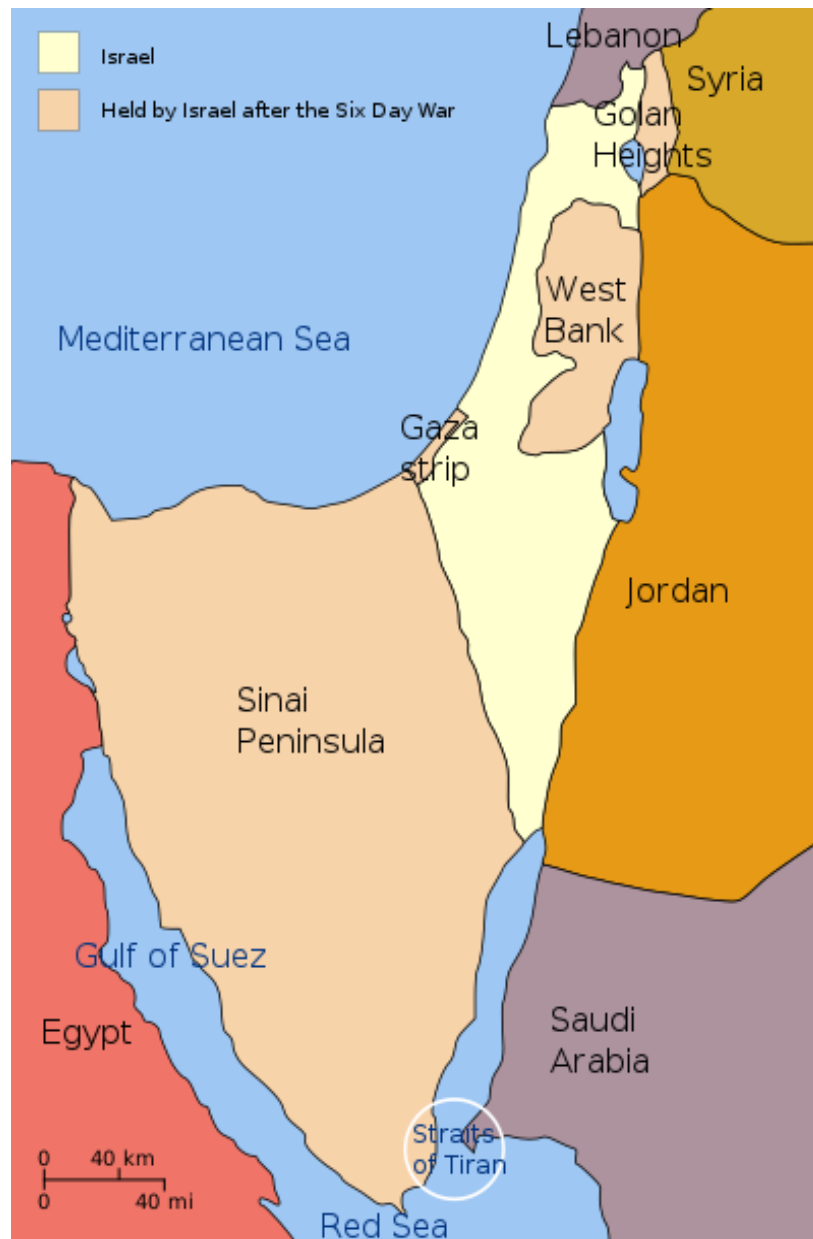 Israel
Held by Israel after the Six Day War
Lebanon
Syria
Golan
Heights
West
Bank
Mediterranean Sea
Gaza
strip
Jordan
Sinai
Peninsula
Gulf of Suez
Egypt
Saudi
Arabia
Straits
of Tiran
0 40 km
0 40 mi
Red Sea